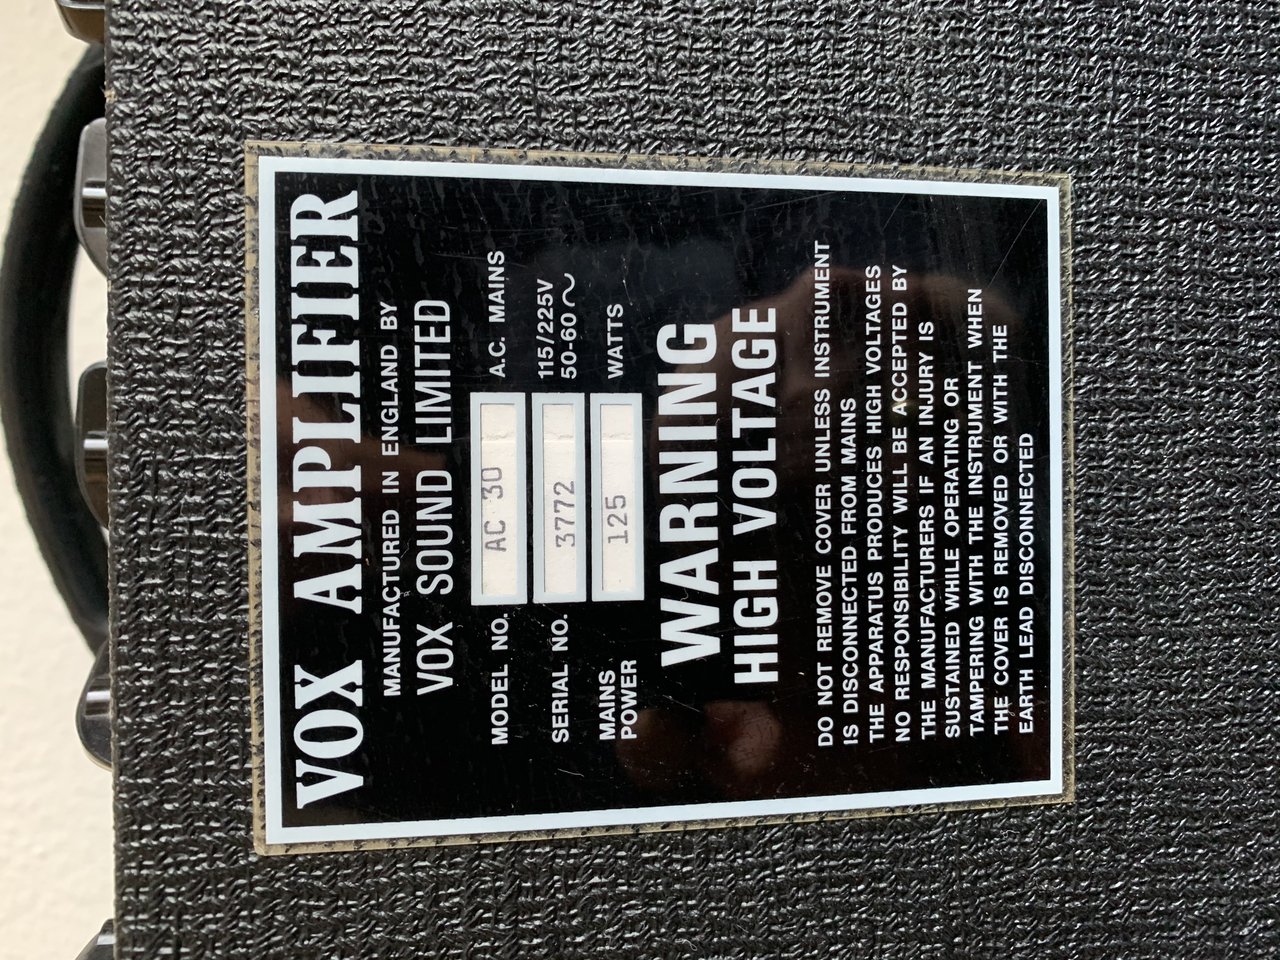 VOX AMPLIFIER
MANUFACTURED IN ENGLAND BY
VOX SOUND LIMITED
MODEL NO. AC 30 A.C. MAINS
SERIAL NO. 3772 115/225V
50-60~
MAINS
POWER 125 WATTS
WARNING
HIGH VOLTAGE
DO NOT REMOVE COVER UNLESS INSTRUMENT
IS DISCONNECTED FROM MAINS
THE APPARATUS PRODUCES HIGH VOLTAGES
NO RESPONSIBILITY WILL BE ACCEPTED BY
THE MANUFACTURERS IF AN INJURY IS
SUSTAINED WHILE OPERATING OR
TAMPERING WITH THE INSTRUMENT WHEN
THE COVER IS REMOVED OR WITH THE
EARTH LEAD DISCONNECTED